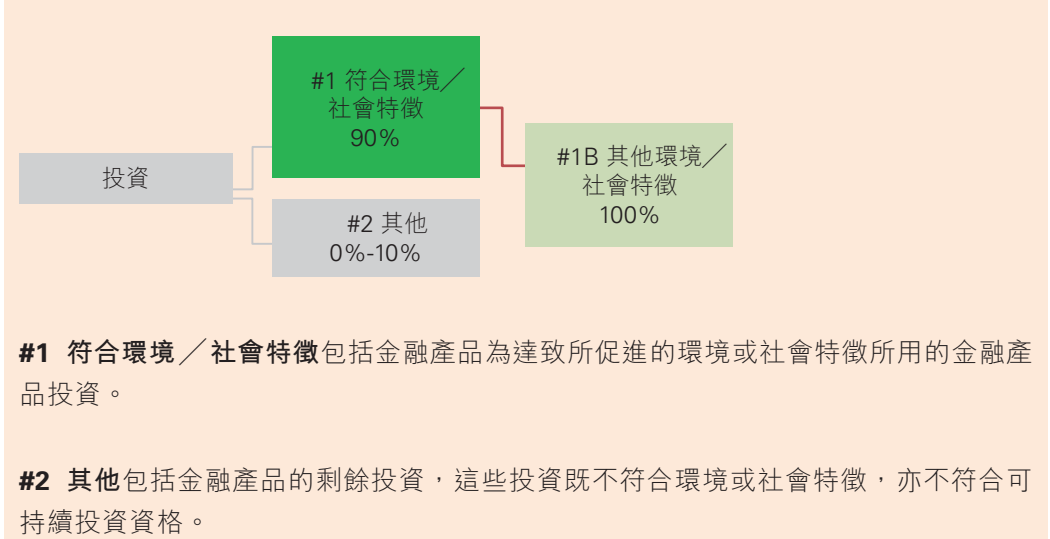 投資
#1 符合環境／
社會特徵
90%
#1B 其他環境／
社會特徵
100%
#2 其他
0%-10%
#1 符合環境／社會特徵包括金融產品為達致所促進的環境或社會特徵所用的金融產
品投資。
#2 其他包括金融產品的剩餘投資，這些投資既不符合環境或社會特徵，亦不符合可
持續投資資格。